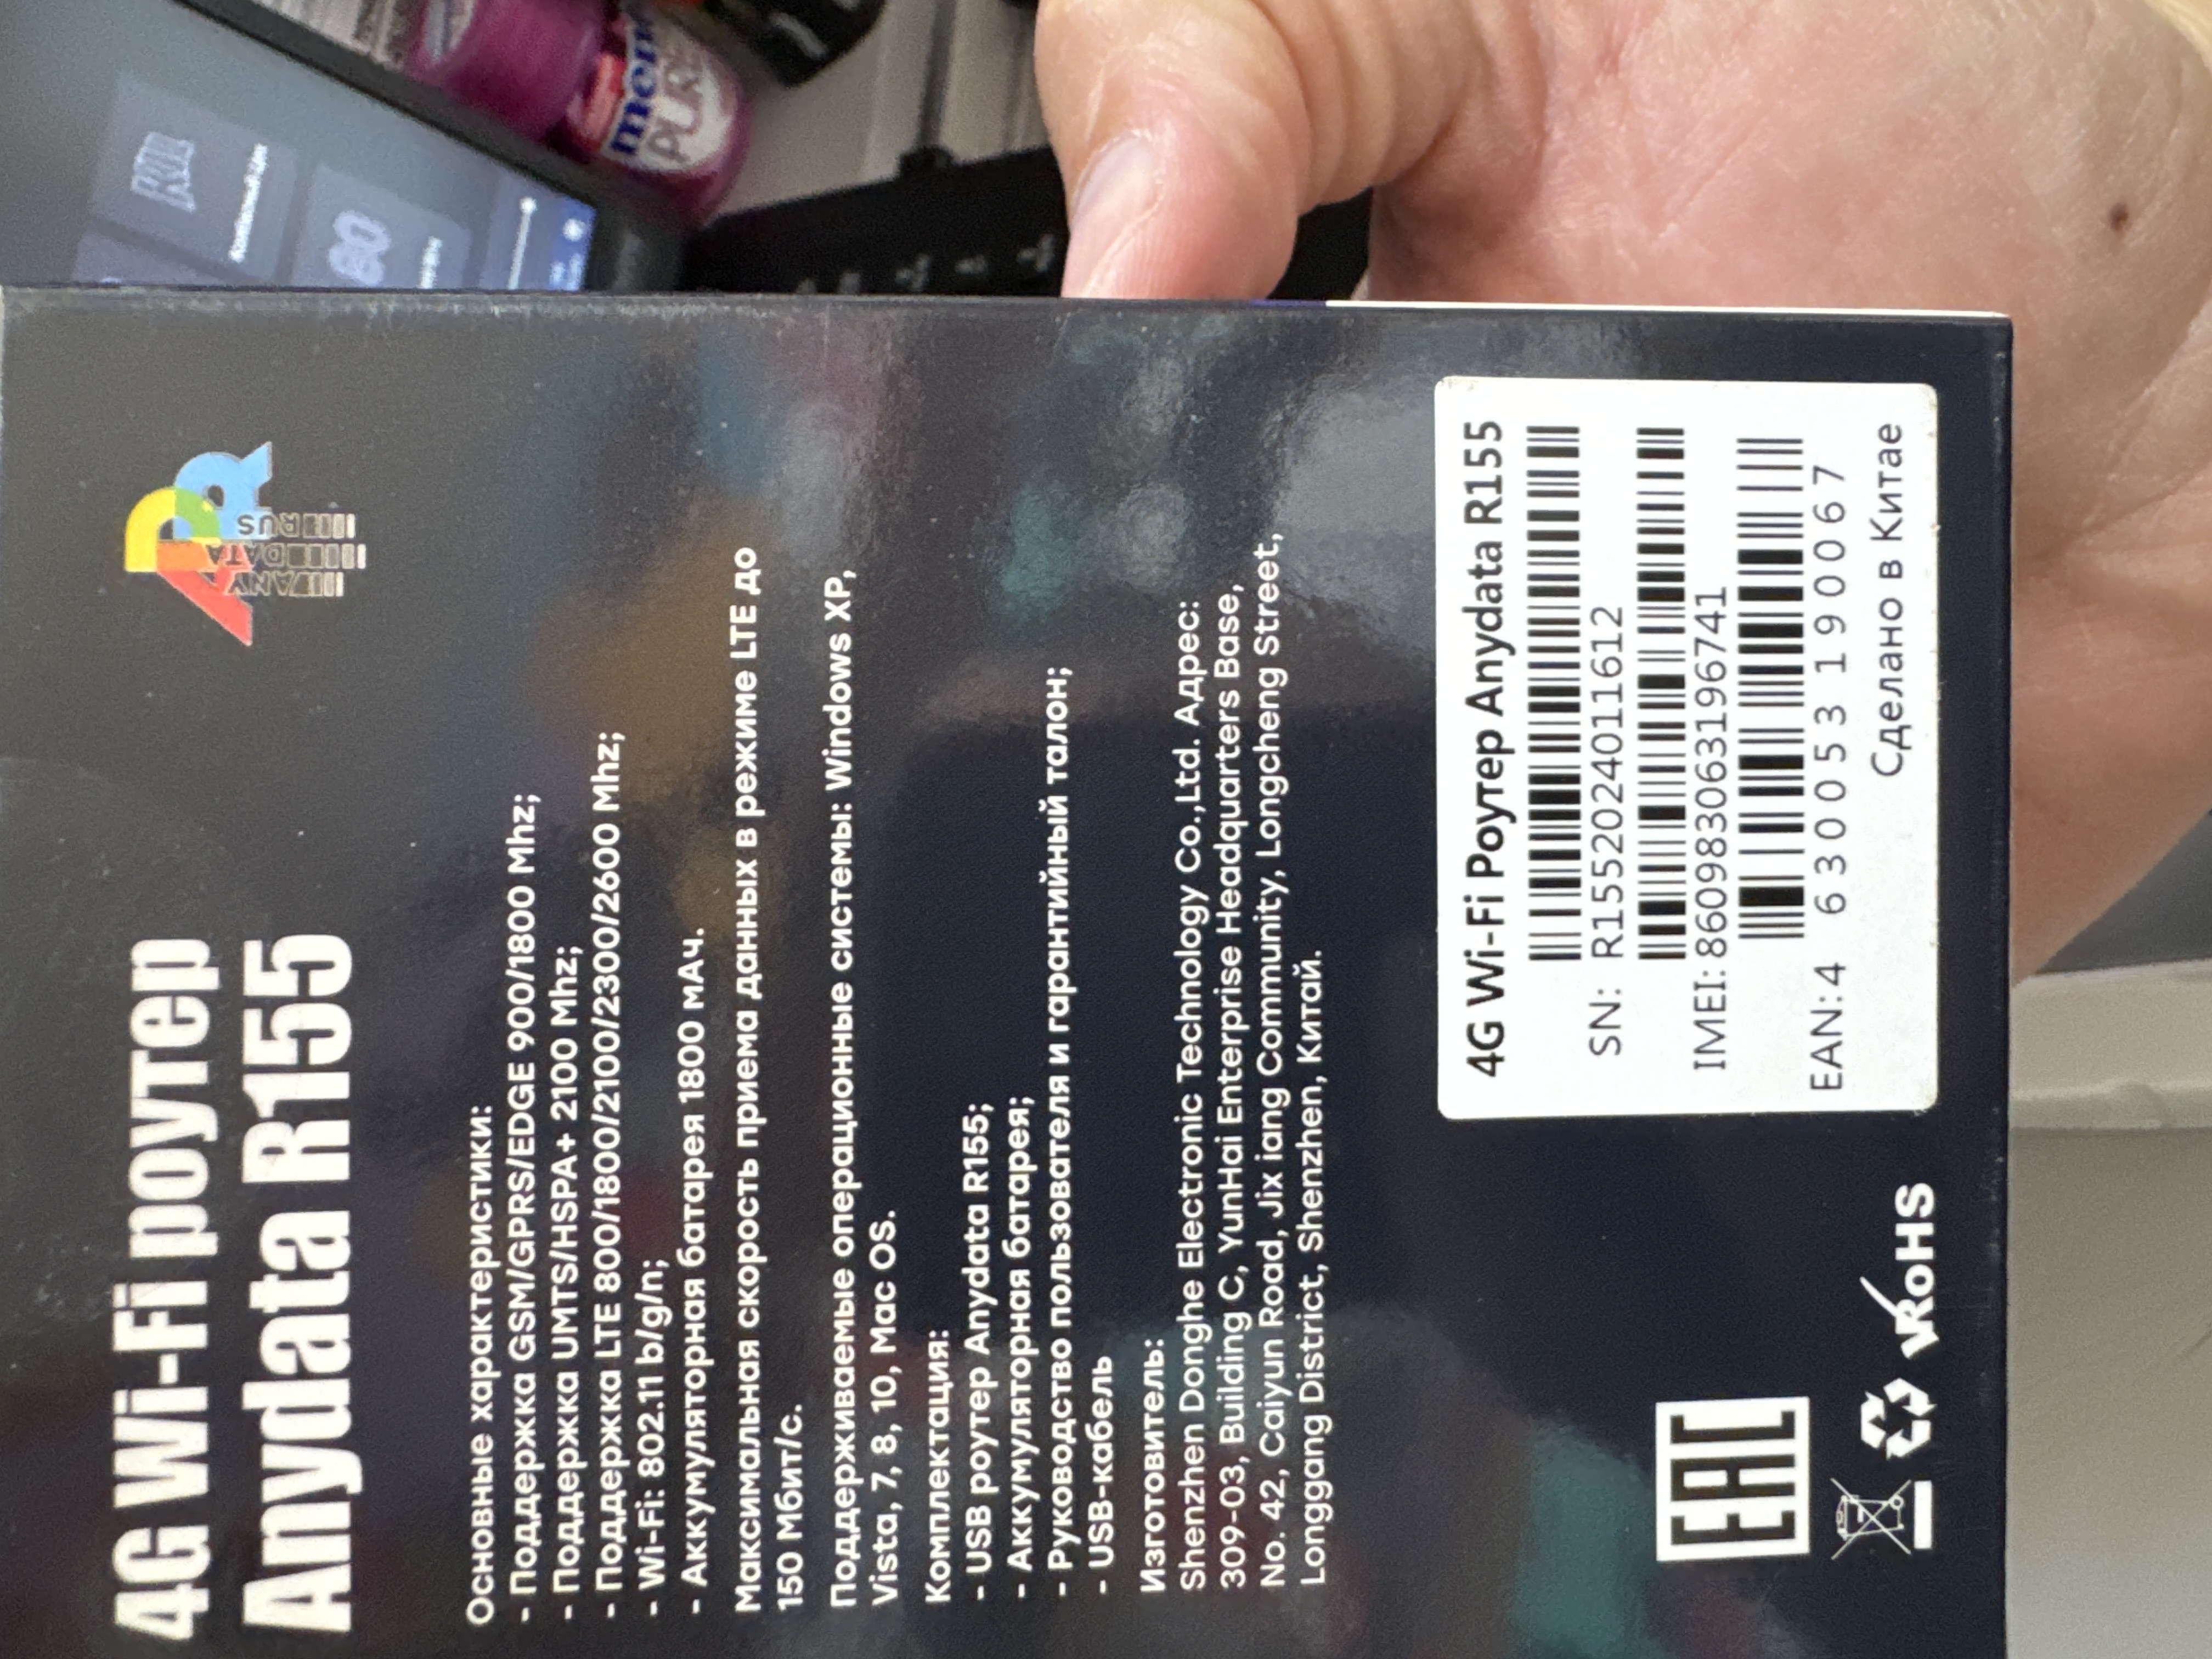 4G Wi-Fi роутер
Anydata R155
ANY DATA RUS
Основные характеристики:
- Поддержка GSM/GPRS/EDGE 900/1800 Mhz;
- Поддержка UMTS/HSPA+ 2100 Mhz;
- Поддержка LTE 800/1800/2100/2300/2600 Mhz;
- Wi-Fi: 802.11 b/g/n;
- Аккумуляторная батарея 1800 мАч.
Максимальная скорость приема данных в режиме LTE до
150 Мбит/с.
Поддерживаемые операционные системы: Windows XP,
Vista, 7, 8, 10, Mac OS.
Комплектация:
- USB роутер Anydata R155;
- Аккумуляторная батарея;
- Руководство пользователя и гарантийный талон;
- USB-кабель
Изготовитель:
Shenzhen Donghe Electronic Technology Co.,Ltd. Адрес:
309-03, Building C, YunHai Enterprise Headquarters Base,
No. 42, Caiyun Road, Jix iang Community, Longcheng Street,
Longgang District, Shenzhen, Китай.
EAC
RoHS
4G Wi-Fi Роутер Anydata R155
SN: R155202401 1612
IMEI: 860983063196741
EAN:4 630053 190067
Сделано в Китае
PURE